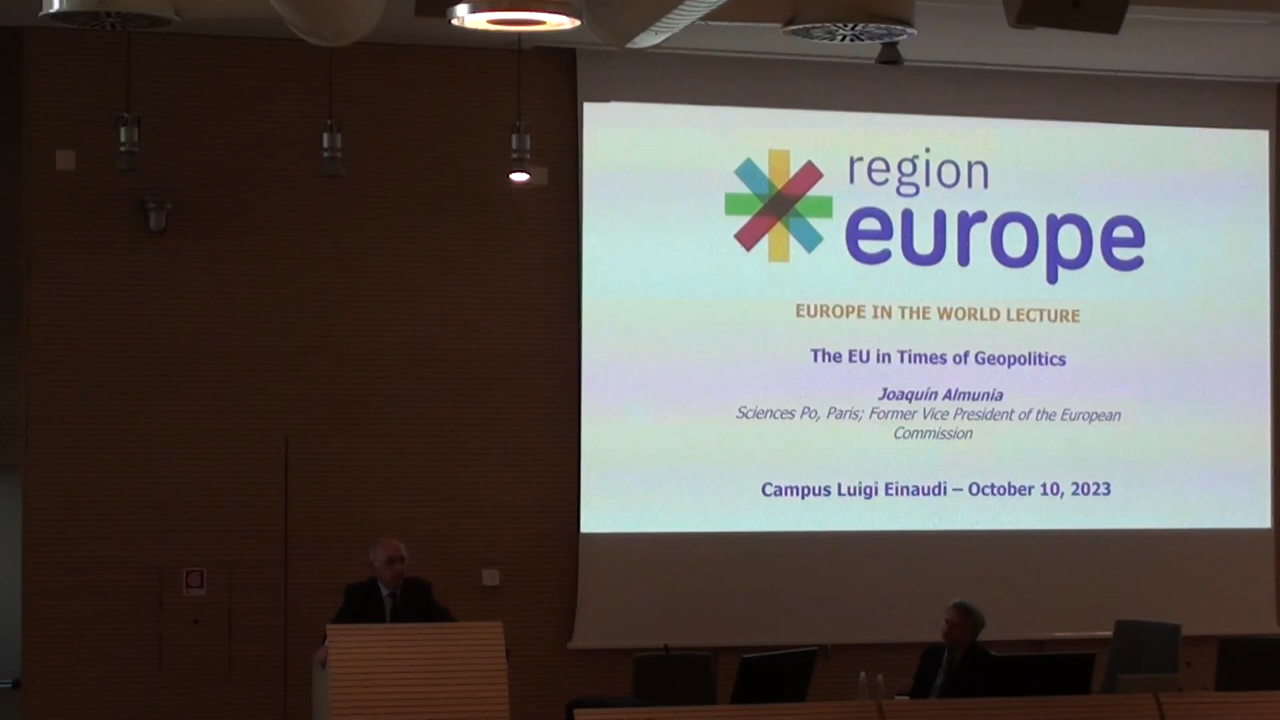 region
europe
EUROPE IN THE WORLD LECTURE
The EU in Times of Geopolitics
Joaquín Almunia
Sciences Po, Paris; Former Vice President of the European
Commission
Campus Luigi Einaudi – October 10, 2023